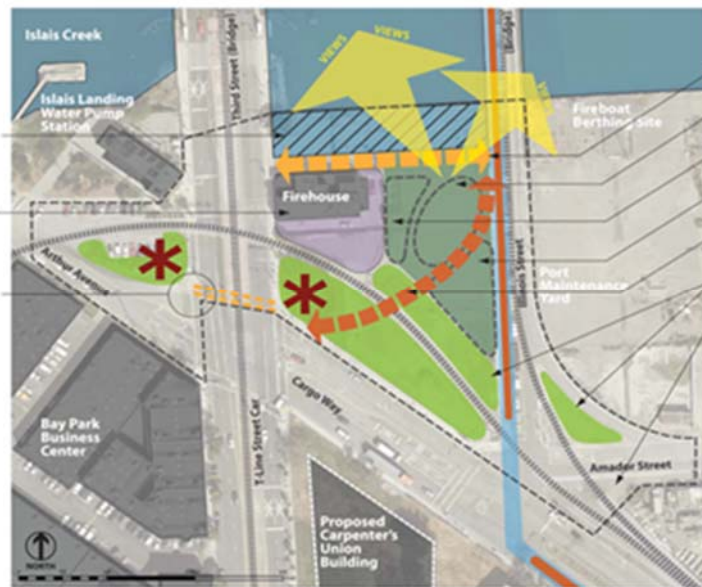 Islais Creek
Islais Landing
Water Pump
Station
Third Street (Bridge)
VIEWS
VIEWS
VIEWS
(Bridge)
Fireboat
Berthing Site
Firehouse
Arthur Avenue
Illinois Street
Port
Maintenance
Yard
Bay Park
Business
Center
T-Line Street Car
Cargo Way
Amador Street
Proposed
Carpenter's
Union
Building
NORTH